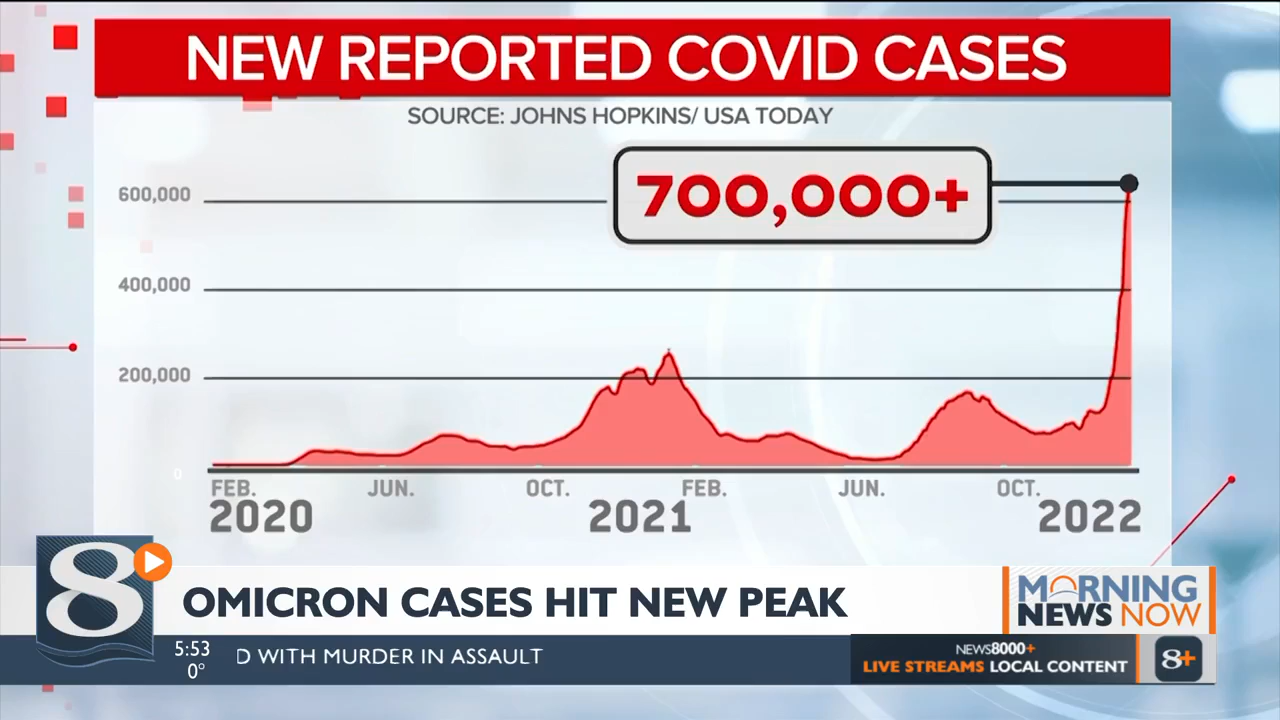 NEW REPORTED COVID CASES
SOURCE: JOHNS HOPKINS/ USA TODAY
700,000+
600,000
400,000
200,000
0
FEB. JUN. OCT. FEB. JUN. OCT.
2020 2021 2022
8
OMICRON CASES HIT NEW PEAK
MORNING
NEWS NOW
5:53
0°
D WITH MURDER IN ASSAULT
NEWS8000+
LIVE STREAMS LOCAL CONTENT
8+